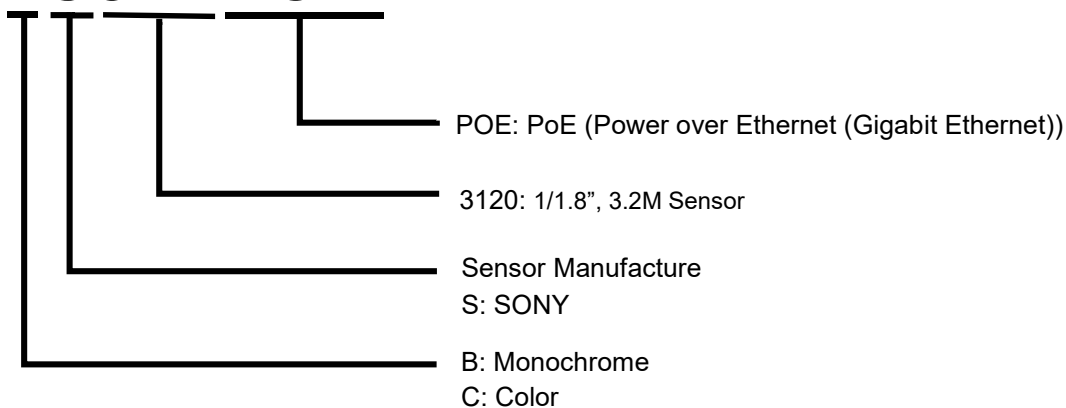 POE: PoE (Power over Ethernet (Gigabit Ethernet))
3120: 1/1.8”, 3.2M Sensor
Sensor Manufacture
S: SONY
B: Monochrome
C: Color